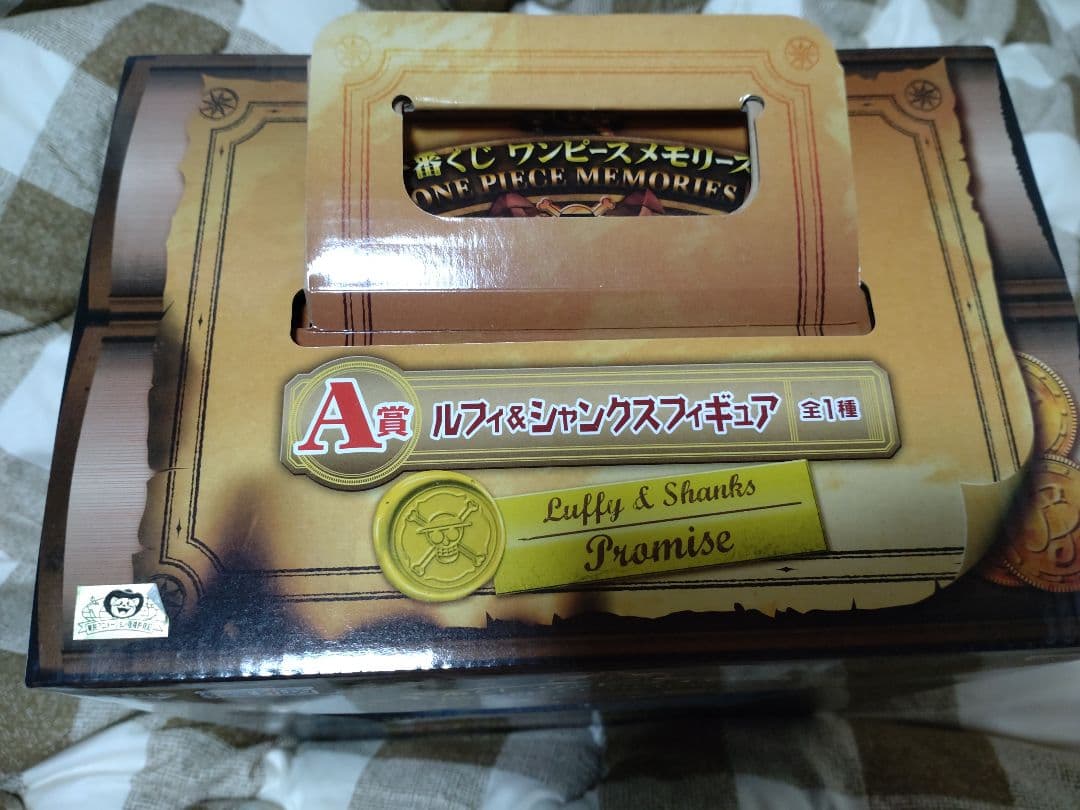 一番くじ ワンピースメモリーズ
ONE PIECE MEMORIES
A賞 ルフィ&シャンクスフィギュア 全1種
Luffy & Shanks
Promise